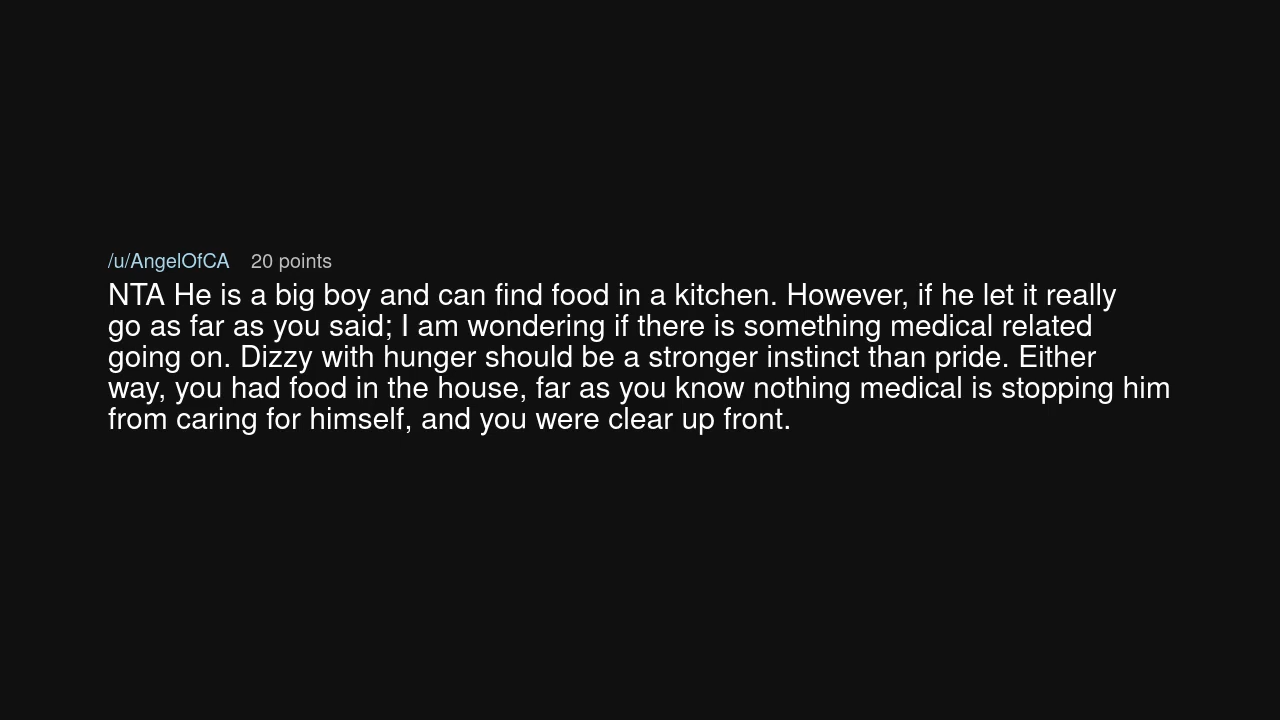 /u/AngelOfCA 20 points
NTA He is a big boy and can find food in a kitchen. However, if he let it really
go as far as you said; I am wondering if there is something medical related
going on. Dizzy with hunger should be a stronger instinct than pride. Either
way, you had food in the house, far as you know nothing medical is stopping him
from caring for himself, and you were clear up front.